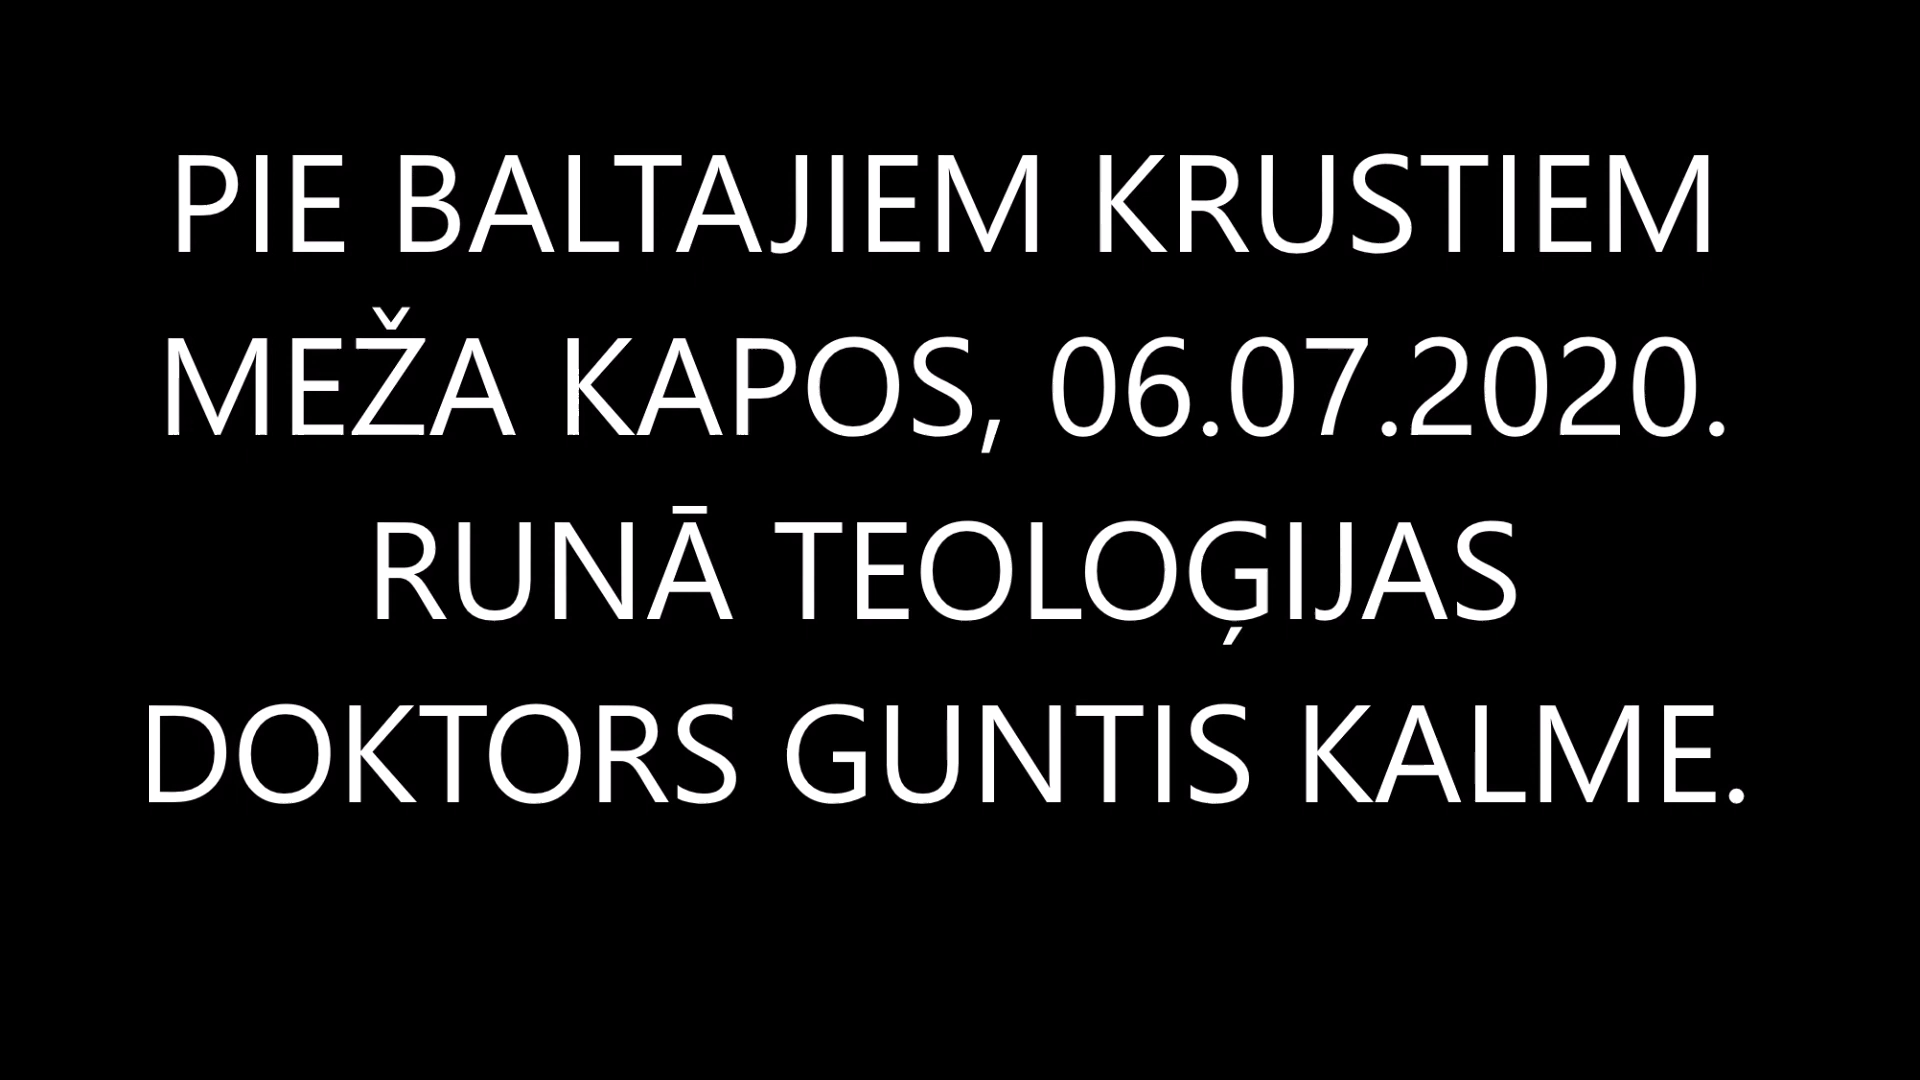 PIE BALTAJIEM KRUSTIEM
MEŽA KAPOS, 06.07.2020.
RUNĀ TEOLOĢIJAS
DOKTORS GUNTIS KALME.